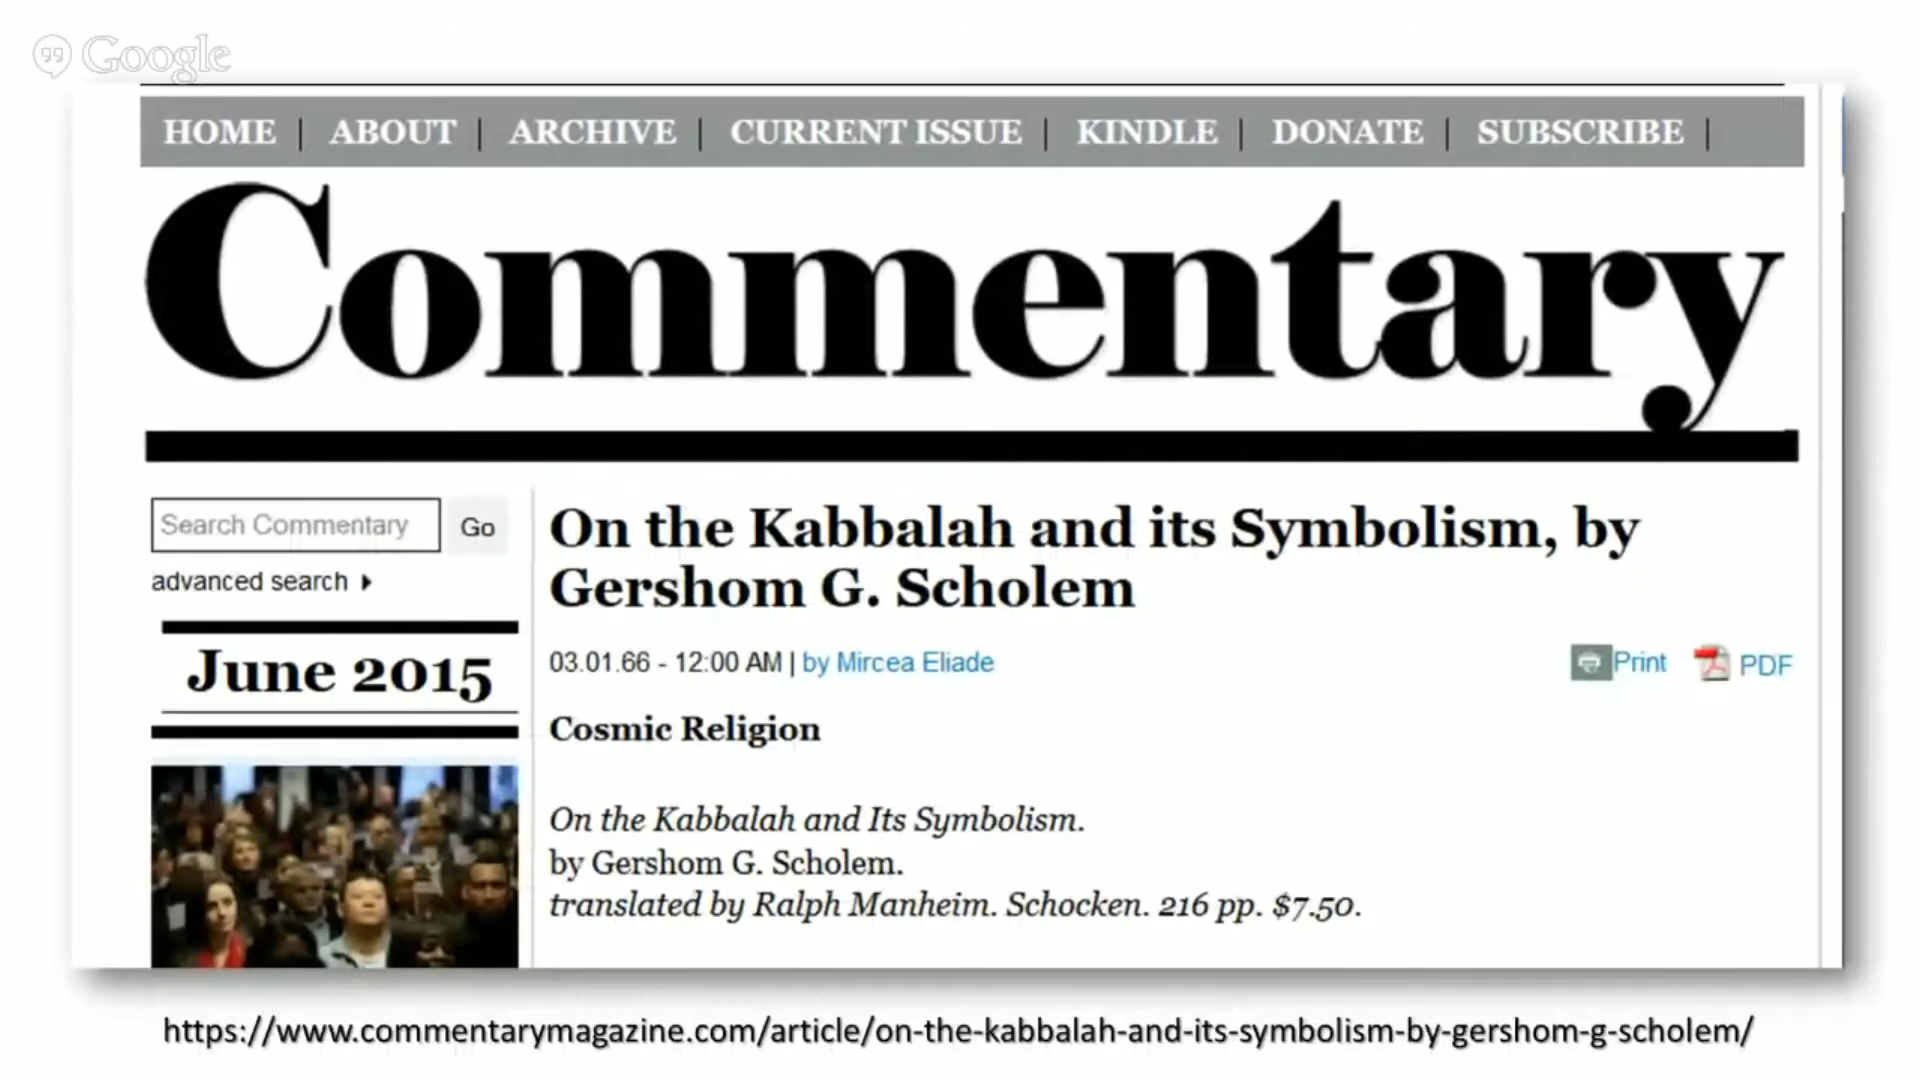 Google
HOME | ABOUT | ARCHIVE | CURRENT ISSUE | KINDLE | DONATE | SUBSCRIBE |
Commentary
Search Commentary Go
advanced search
June 2015
On the Kabbalah and its Symbolism, by
Gershom G. Scholem
03.01.66 - 12:00 AM | by Mircea Eliade
Print PDF
Cosmic Religion
On the Kabbalah and Its Symbolism.
by Gershom G. Scholem.
translated by Ralph Manheim. Schocken. 216 pp. $7.50.
https://www.commentarymagazine.com/article/on-the-kabbalah-and-its-symbolism-by-gershom-g-scholem/